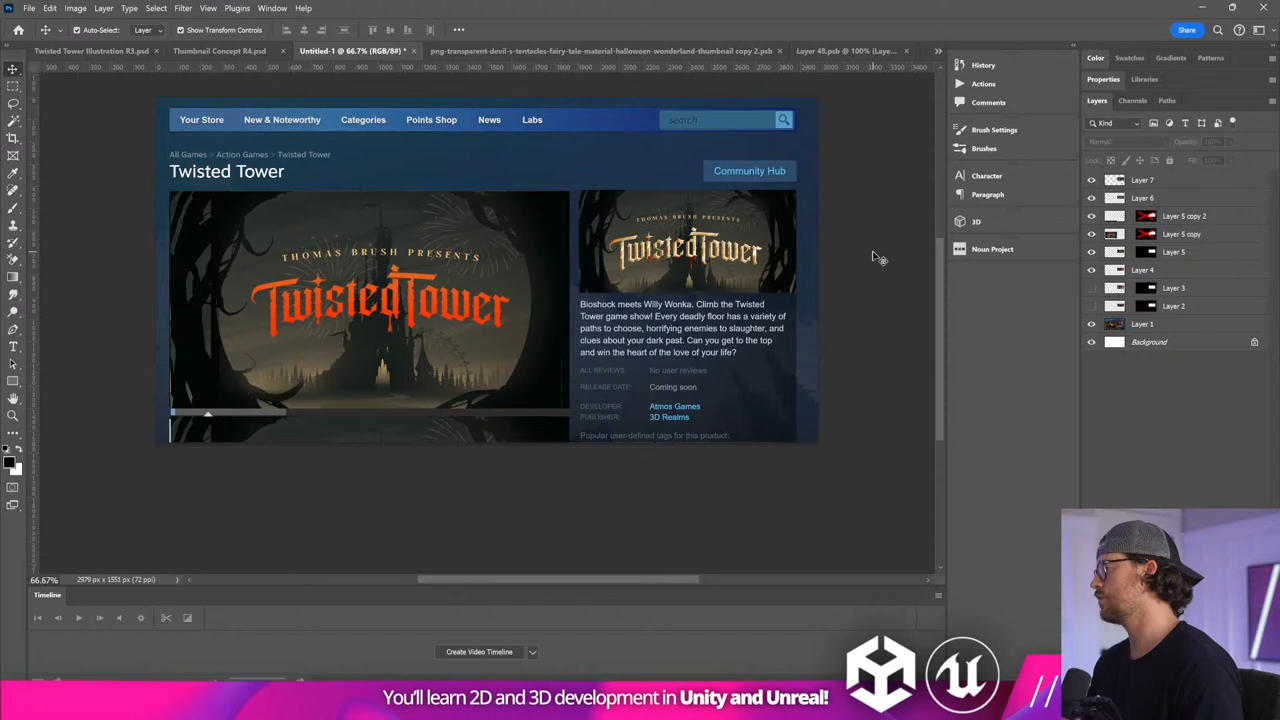 Ps File Edit Image Layer Type Select Filter View Plugins Window Help
Auto-Select: Layer Show Transform Controls Share
Twisted Tower Illustration R3.psd × Thumbnail Concept R4.psd × Untitled-1 @ 66.7% (RGB/8#) * × png-transparent-devil-s-tentacles-fairy-tale-material-halloween-wonderland-thumbnail copy 2.psb × Layer 48.psb @ 100% (Laye... ×
Your Store New & Noteworthy Categories Points Shop News Labs search
All Games > Action Games > Twisted Tower
Twisted Tower
Community Hub
THOMAS BRUSH PRESENTS
TwistedTower
THOMAS BRUSH PRESENTS
TwistedTower
Bioshock meets Willy Wonka. Climb the Twisted
Tower game show! Every deadly floor has a variety of
paths to choose, horrifying enemies to slaughter, and
clues about your dark past. Can you get to the top
and win the heart of the love of your life?
ALL REVIEWS: No user reviews
RELEASE DATE: Coming soon
DEVELOPER: Atmos Games
PUBLISHER: 3D Realms
Popular user-defined tags for this product:
History
Actions
Comments
Brush Settings
Brushes
Character
Paragraph
3D
Noun Project
Color Swatches Gradients Patterns
Properties Libraries
Layers Channels Paths
Kind
Normal Opacity: 100%
Lock: Fill: 100%
Layer 7
Layer 6
Layer 5 copy 2
Layer 5 copy
Layer 5
Layer 4
Layer 3
Layer 2
Layer 1
Background
66.67% 2979 px x 1551 px (72 ppi)
Timeline
Create Video Timeline
You'll learn 2D and 3D development in Unity and Unreal!